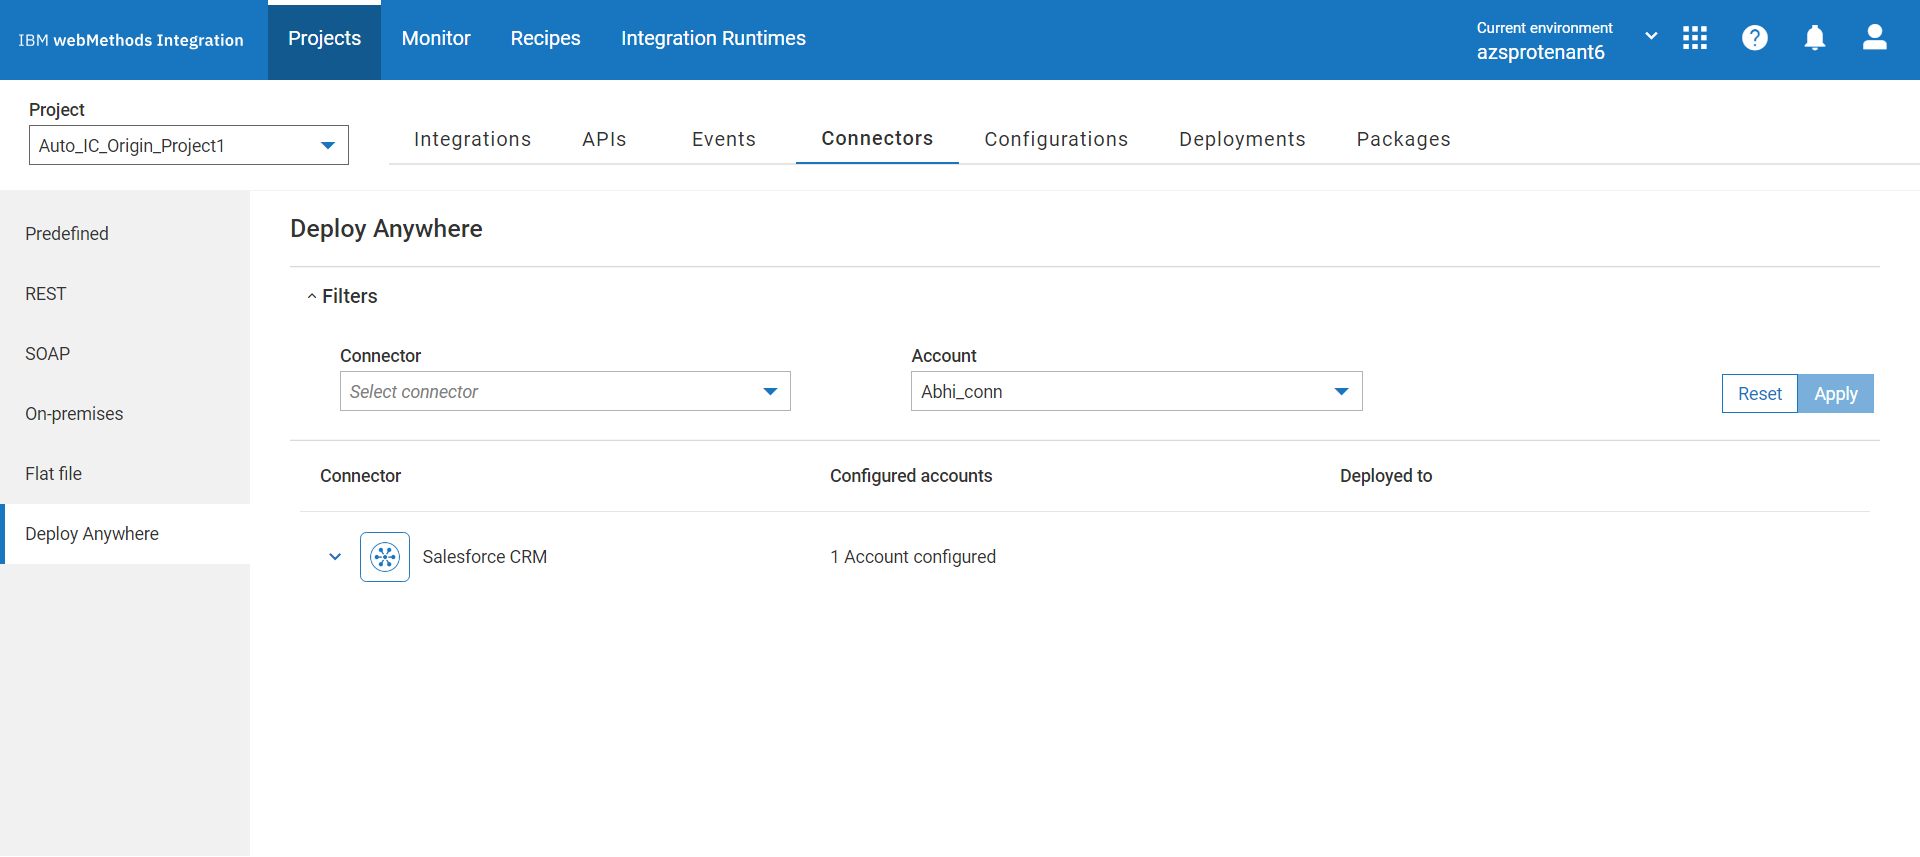 IBM webMethods Integration
Projects
Monitor
Recipes
Integration Runtimes
Current environment
azsprotenant6
Project
Auto_IC_Origin_Project1
Integrations
APIs
Events
Connectors
Configurations
Deployments
Packages
Predefined
REST
SOAP
On-premises
Flat file
Deploy Anywhere
Deploy Anywhere
Filters
Connector
Select connector
Account
Abhi_conn
Reset
Apply
Connector
Configured accounts
Deployed to
Salesforce CRM
1 Account configured